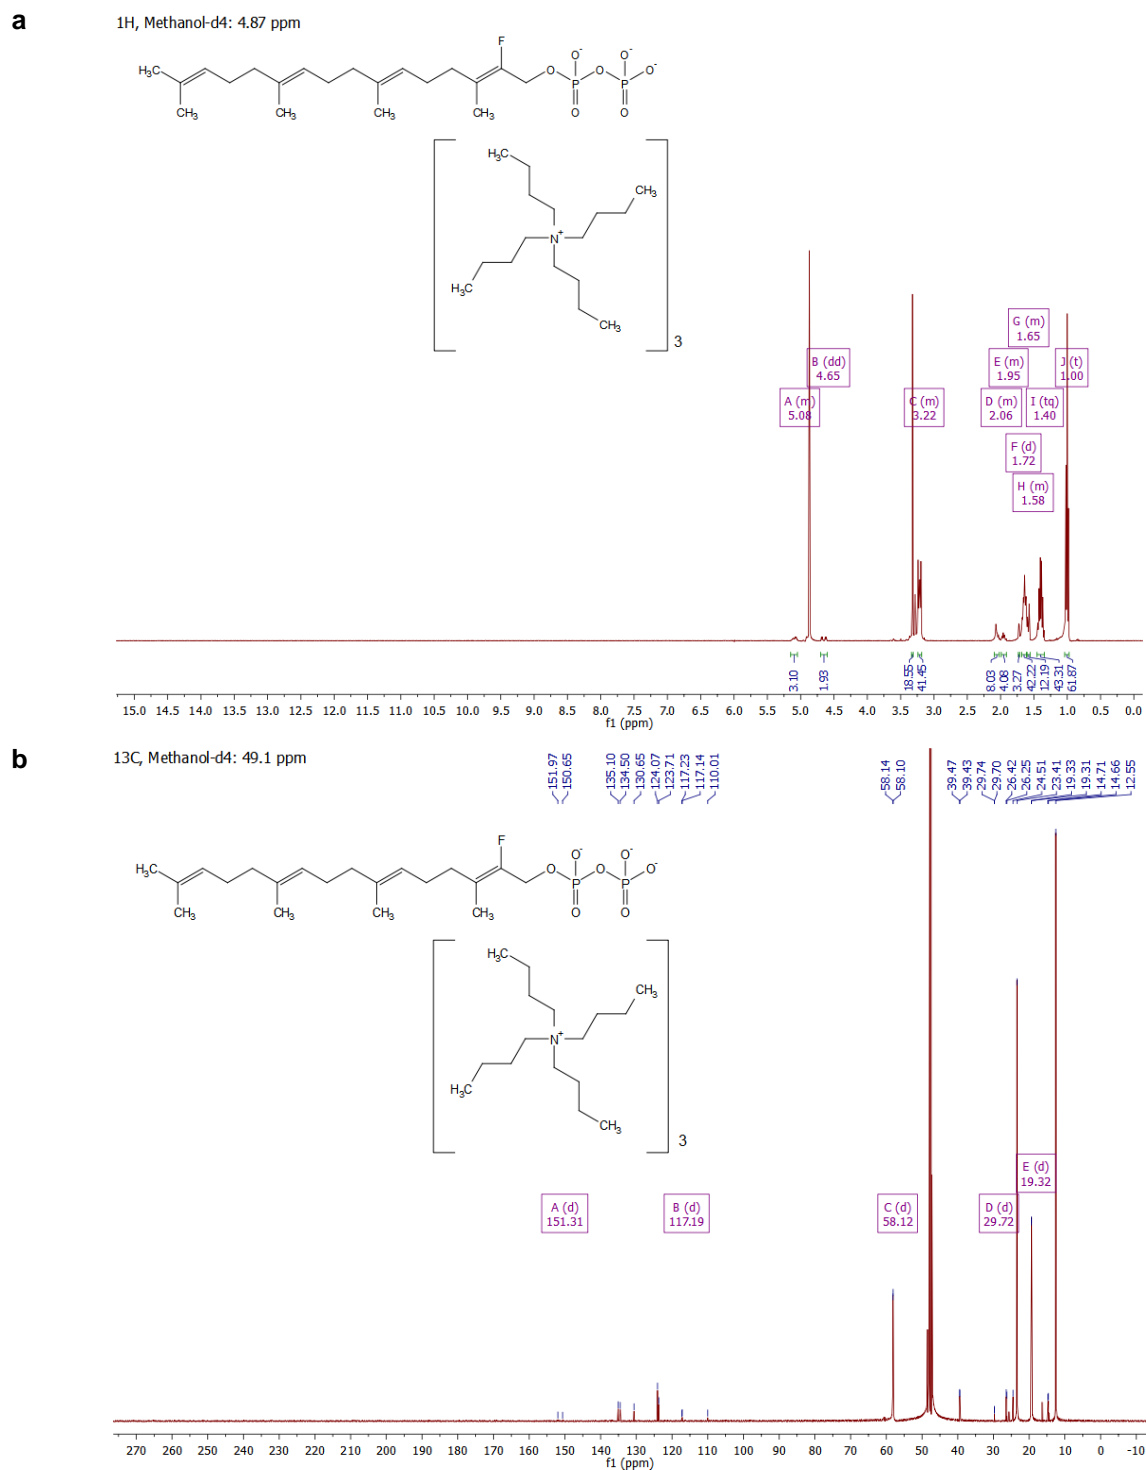 a
1H, Methanol-d4: 4.87 ppm
F
O⁻ O⁻
H₃C O P O P O⁻
O O
CH₃ CH₃ CH₃ CH₃
H₃C
CH₃
N⁺
H₃C
CH₃
3
G (m)
1.65
B (dd)
4.65
E (m)
1.95
J (t)
1.00
A (m)
5.08
C (m)
3.22
D (m)
2.06
I (tq)
1.40
F (d)
1.72
H (m)
1.58
3.10 1.93 18.55 41.45 8.03 4.08 3.27 42.22 12.19 43.31 61.87
15.0 14.5 14.0 13.5 13.0 12.5 12.0 11.5 11.0 10.5 10.0 9.5 9.0 8.5 8.0 7.5 7.0 6.5 6.0 5.5 5.0 4.5 4.0 3.5 3.0 2.5 2.0 1.5 1.0 0.5 0.0
f1 (ppm)
b
13C, Methanol-d4: 49.1 ppm
151.97 150.65 135.10 134.50 130.65 124.07 123.71 117.23 117.14 110.01 58.14 58.10 39.47 39.43 29.74 29.70 26.42 26.25 24.51 23.41 19.33 19.31 14.71 14.66 12.55
F
O⁻ O⁻
H₃C O P O P O⁻
O O
CH₃ CH₃ CH₃ CH₃
H₃C
CH₃
N⁺
H₃C
CH₃
3
E (d)
19.32
A (d)
151.31
B (d)
117.19
C (d)
58.12
D (d)
29.72
270 260 250 240 230 220 210 200 190 180 170 160 150 140 130 120 110 100 90 80 70 60 50 40 30 20 10 0 -10
f1 (ppm)